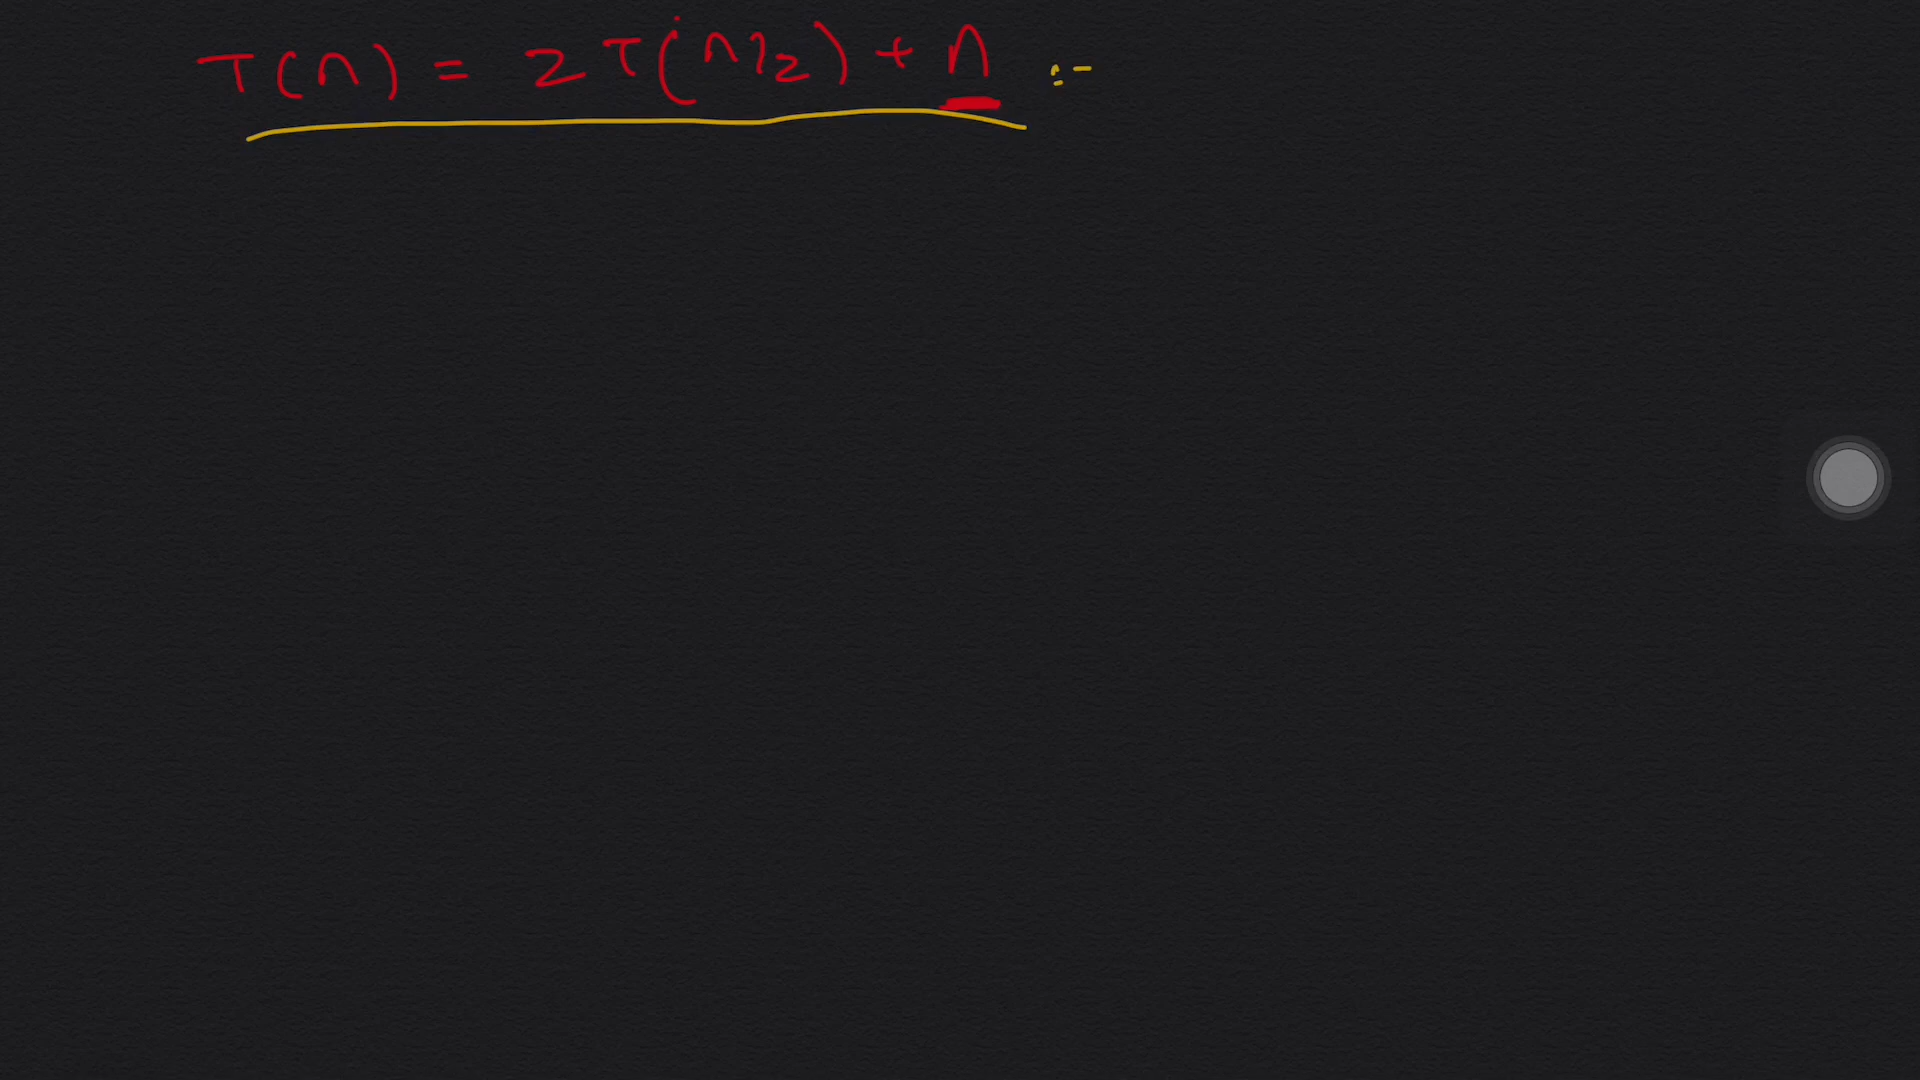 T(n) = 2T(n/2) + n :-